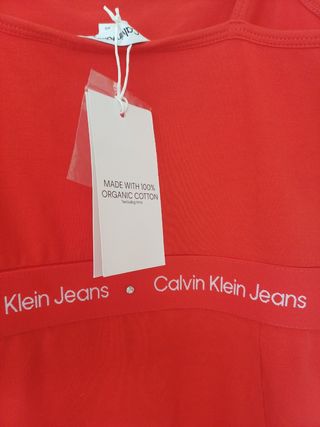 MADE WITH 100%
ORGANIC COTTON
Klein Jeans
Calvin Klein Jeans